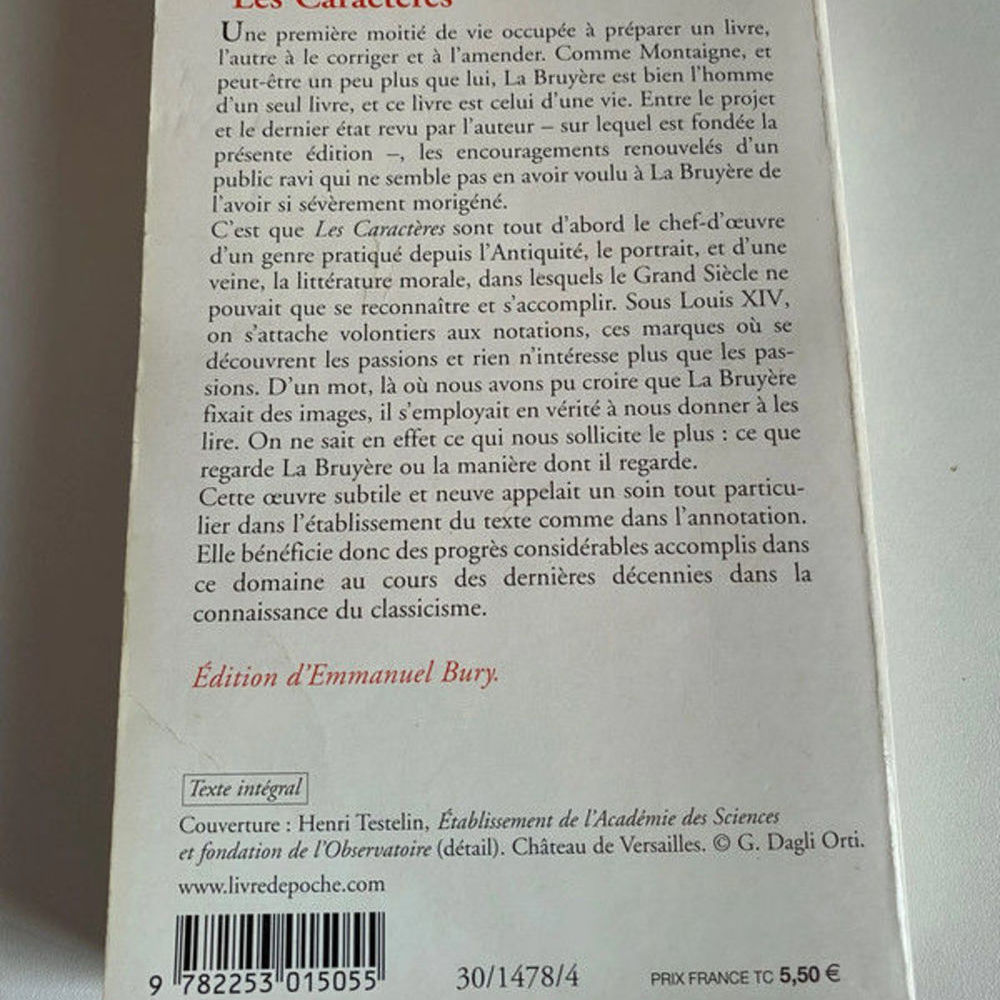 Les Caractères
Une première moitié de vie occupée à préparer un livre,
l'autre à le corriger et à l'amender. Comme Montaigne, et
peut-être un peu plus que lui, La Bruyère est bien l'homme
d'un seul livre, et ce livre est celui d'une vie. Entre le projet
et le dernier état revu par l'auteur – sur lequel est fondée la
présente édition –, les encouragements renouvelés d'un
public ravi qui ne semble pas en avoir voulu à La Bruyère de
l'avoir si sévèrement morigéné.
C'est que Les Caractères sont tout d'abord le chef-d'œuvre
d'un genre pratiqué depuis l'Antiquité, le portrait, et d'une
veine, la littérature morale, dans lesquels le Grand Siècle ne
pouvait que se reconnaître et s'accomplir. Sous Louis XIV,
on s'attache volontiers aux notations, ces marques où se
découvrent les passions et rien n'intéresse plus que les pas-
sions. D'un mot, là où nous avons pu croire que La Bruyère
fixait des images, il s'employait en vérité à nous donner à les
lire. On ne sait en effet ce qui nous sollicite le plus : ce que
regarde La Bruyère ou la manière dont il regarde.
Cette œuvre subtile et neuve appelait un soin tout particu-
lier dans l'établissement du texte comme dans l'annotation.
Elle bénéficie donc des progrès considérables accomplis dans
ce domaine au cours des dernières décennies dans la
connaissance du classicisme.
Édition d'Emmanuel Bury.
Texte intégral
Couverture : Henri Testelin, Établissement de l'Académie des Sciences
et fondation de l'Observatoire (détail). Château de Versailles. © G. Dagli Orti.
www.livredepoche.com
9 782253 015055 30/1478/4 PRIX FRANCE TC 5,50 €